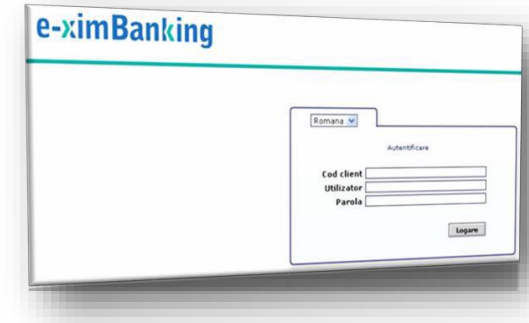 e-ximBanking
Romana
Autentificare
Cod client
Utilizator
Parola
Logare